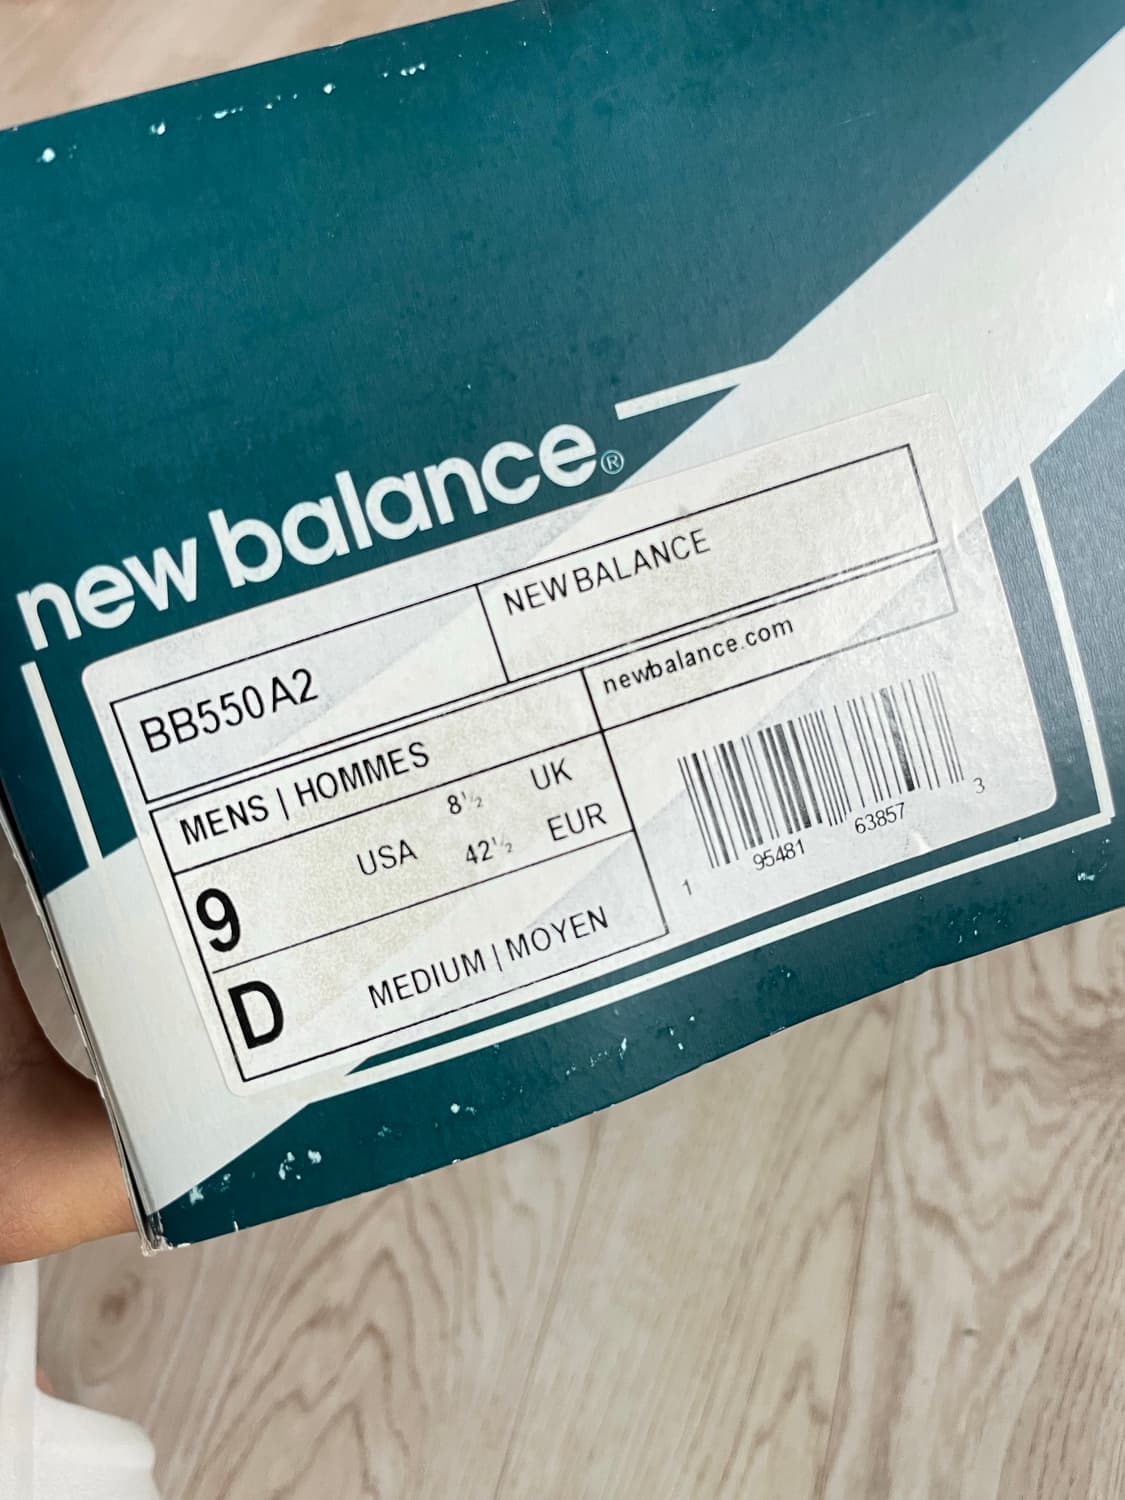 new balance®
BB550A2
NEW BALANCE
MENS | HOMMES
newbalance.com
9
USA
8½
UK
42½
EUR
D
MEDIUM | MOYEN
1 95481 63857 3